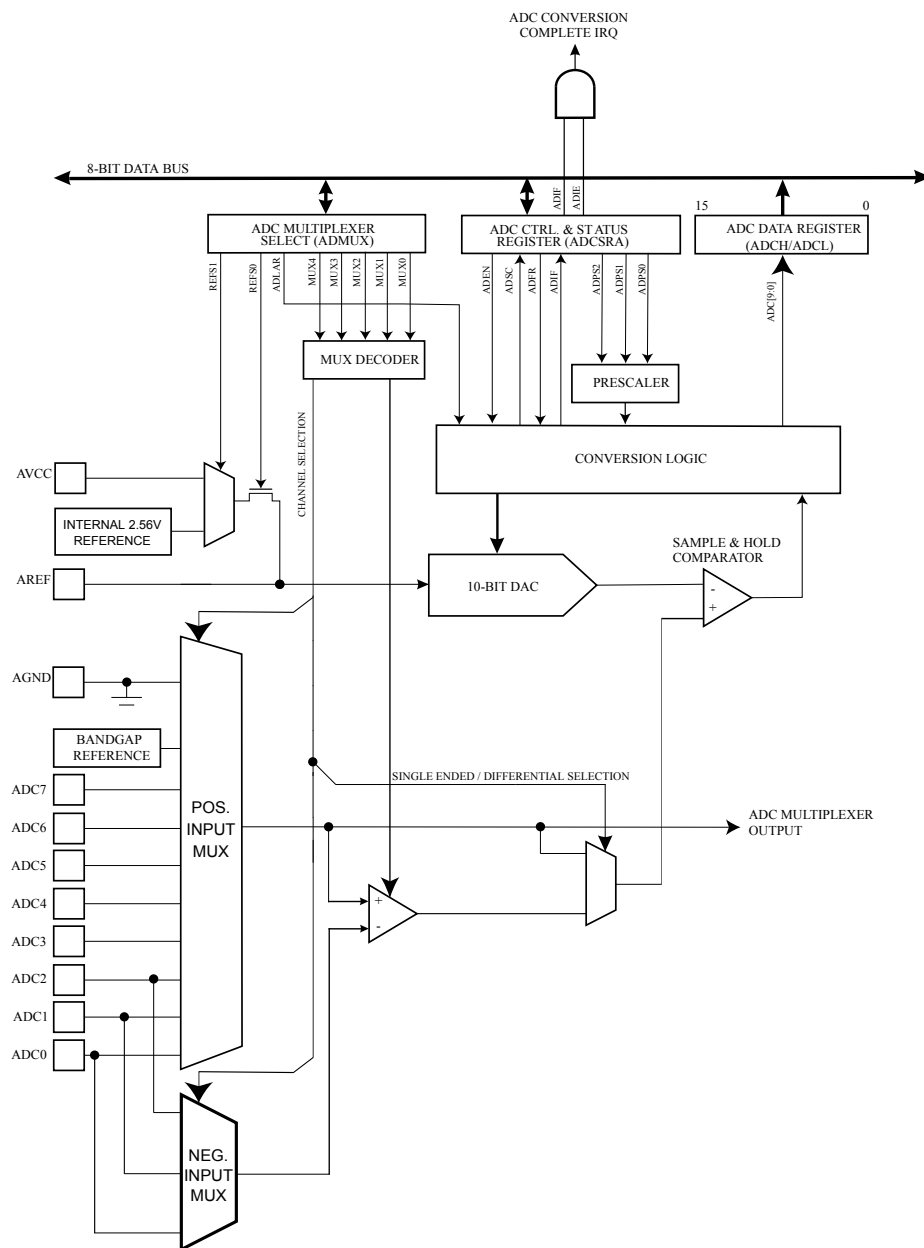 ADC CONVERSION
COMPLETE IRQ
8-BIT DATA BUS
ADIF
ADIE
15
0
ADC MULTIPLEXER
SELECT (ADMUX)
ADC CTRL. & STATUS
REGISTER (ADCSRA)
ADC DATA REGISTER
(ADCH/ADCL)
REFS1
REFS0
ADLAR
MUX4
MUX3
MUX2
MUX1
MUX0
ADEN
ADSC
ADFR
ADIF
ADPS2
ADPS1
ADPS0
ADC[9:0]
MUX DECODER
PRESCALER
CHANNEL SELECTION
CONVERSION LOGIC
AVCC
INTERNAL 2.56V
REFERENCE
SAMPLE & HOLD
COMPARATOR
AREF
10-BIT DAC
-
+
AGND
BANDGAP
REFERENCE
SINGLE ENDED / DIFFERENTIAL SELECTION
ADC7
ADC6
ADC5
ADC4
ADC3
ADC2
ADC1
ADC0
POS.
INPUT
MUX
ADC MULTIPLEXER
OUTPUT
+
-
NEG.
INPUT
MUX